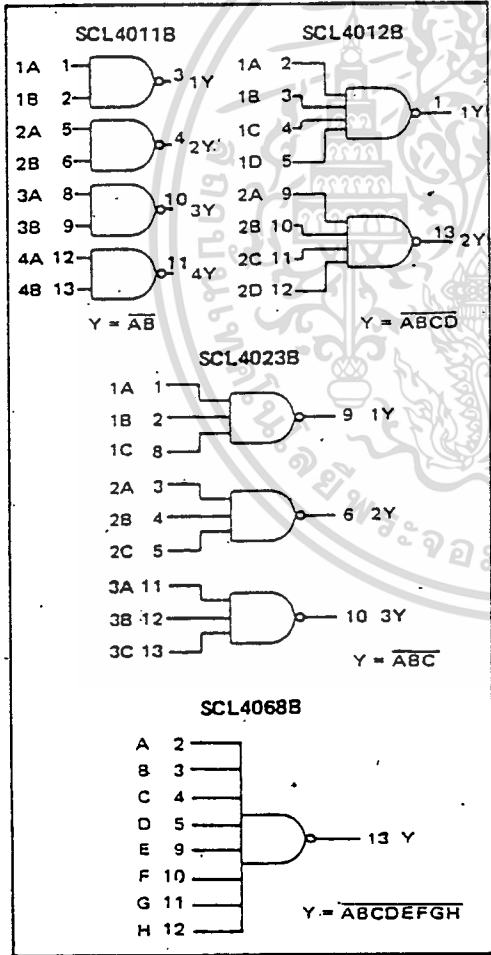 SCL4011B
1A 1
1B 2
3 1Y
2A 5
2B 6
4 2Y
3A 8
3B 9
10 3Y
4A 12
4B 13
11 4Y
Y = \overline{AB}
SCL4012B
1A 2
1B 3
1C 4
1D 5
1 1Y
2A 9
2B 10
2C 11
2D 12
13 2Y
Y = \overline{ABCD}
SCL4023B
1A 1
1B 2
1C 8
9 1Y
2A 3
2B 4
2C 5
6 2Y
3A 11
3B 12
3C 13
10 3Y
Y = \overline{ABC}
SCL4068B
A 2
B 3
C 4
D 5
E 9
F 10
G 11
H 12
13 Y
Y = \overline{ABCDEFGH}